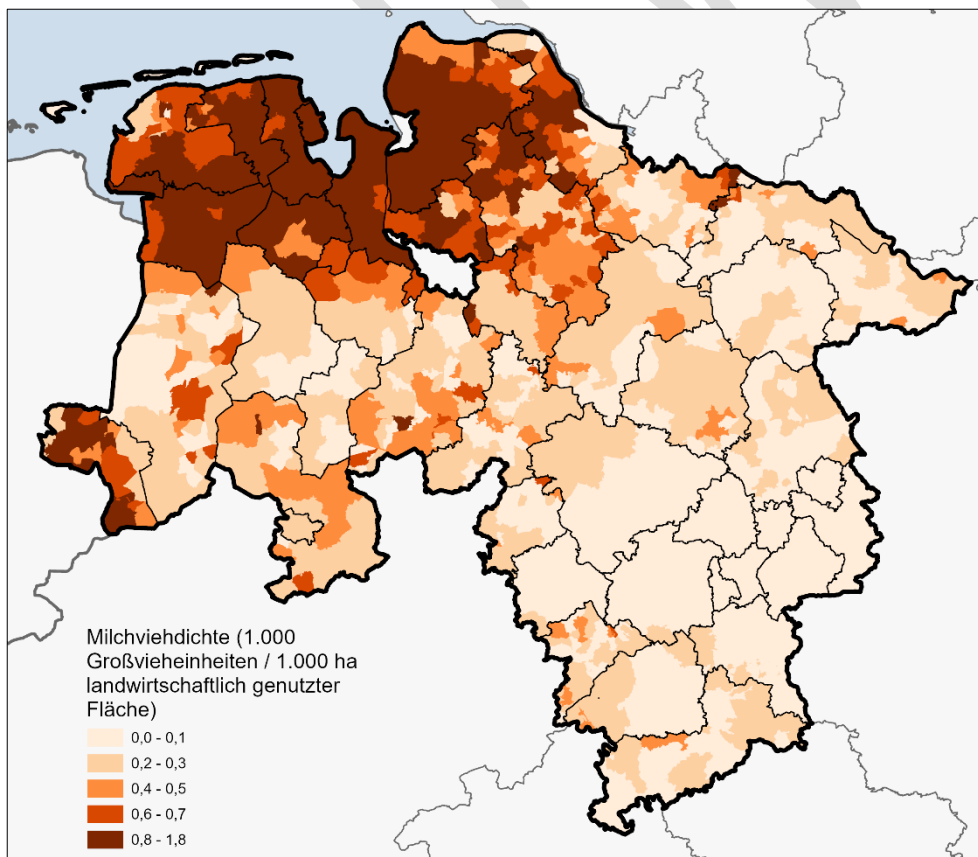 Milchviehdichte (1.000
Großvieheinheiten / 1.000 ha
landwirtschaftlich genutzter
Fläche)
0,0 - 0,1
0,2 - 0,3
0,4 - 0,5
0,6 - 0,7
0,8 - 1,8